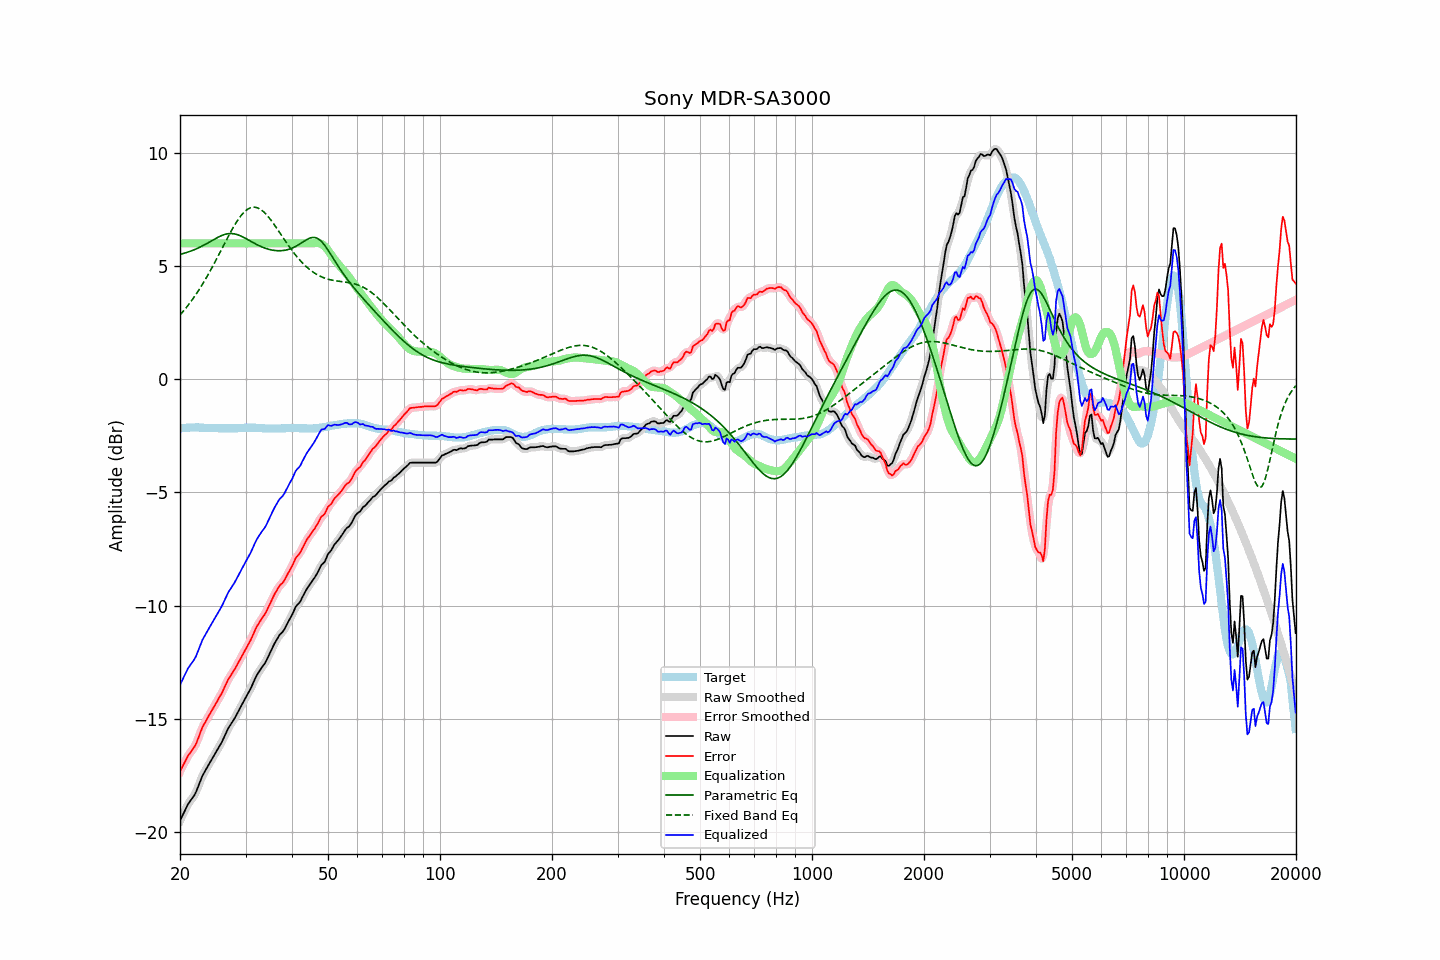 Sony MDR-SA3000
Amplitude (dBr)
10
5
0
−5
−10
−15
−20
Target
Raw Smoothed
Error Smoothed
Raw
Error
Equalization
Parametric Eq
Fixed Band Eq
Equalized
20
50
100
200
500
1000
2000
5000
10000
20000
Frequency (Hz)